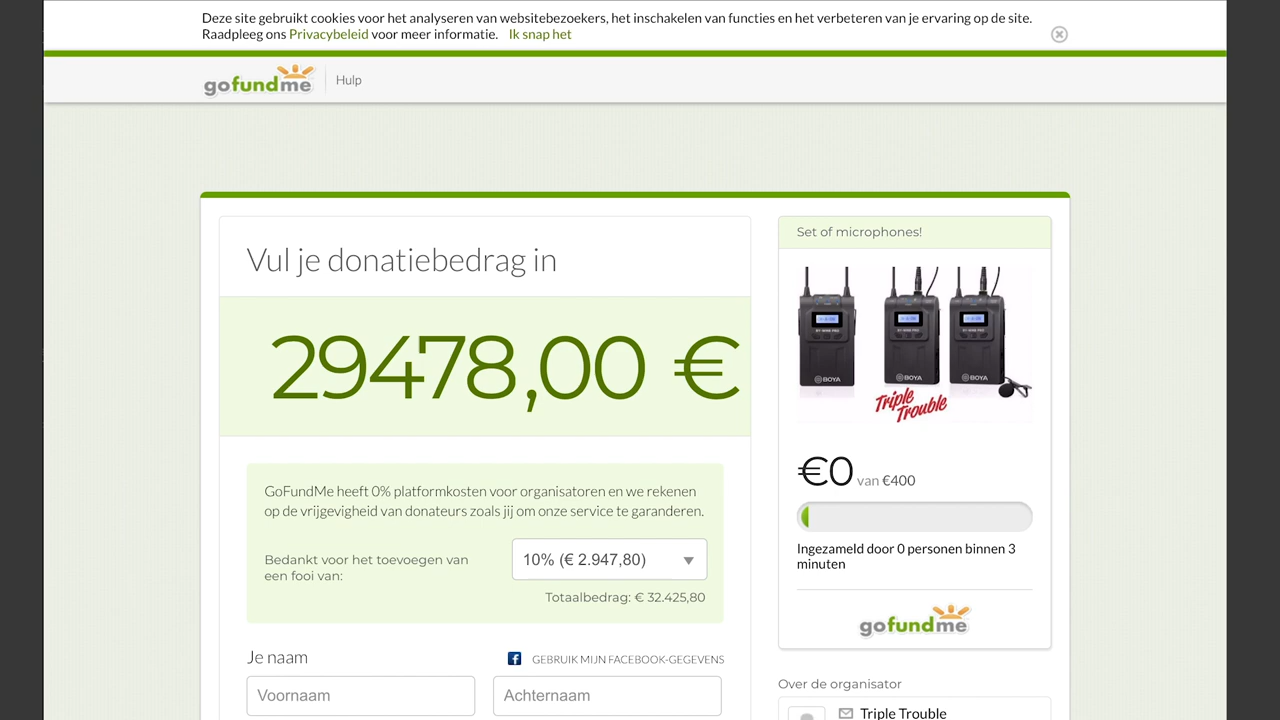 Deze site gebruikt cookies voor het analyseren van websitebezoekers, het inschakelen van functies en het verbeteren van je ervaring op de site.
Raadpleeg ons Privacybeleid voor meer informatie. Ik snap het
gofundme Hulp
Vul je donatiebedrag in
29478,00 €
GoFundMe heeft 0% platformkosten voor organisatoren en we rekenen
op de vrijgevigheid van donateurs zoals jij om onze service te garanderen.
Bedankt voor het toevoegen van
een fooi van:
10% (€ 2.947,80)
Totaalbedrag: € 32.425,80
Je naam
GEBRUIK MIJN FACEBOOK-GEGEVENS
Voornaam
Achternaam
Set of microphones!
BOYA
BOYA
BOYA
Triple
Trouble
€0 van €400
Ingezameld door 0 personen binnen 3
minuten
gofundme
Over de organisator
Triple Trouble